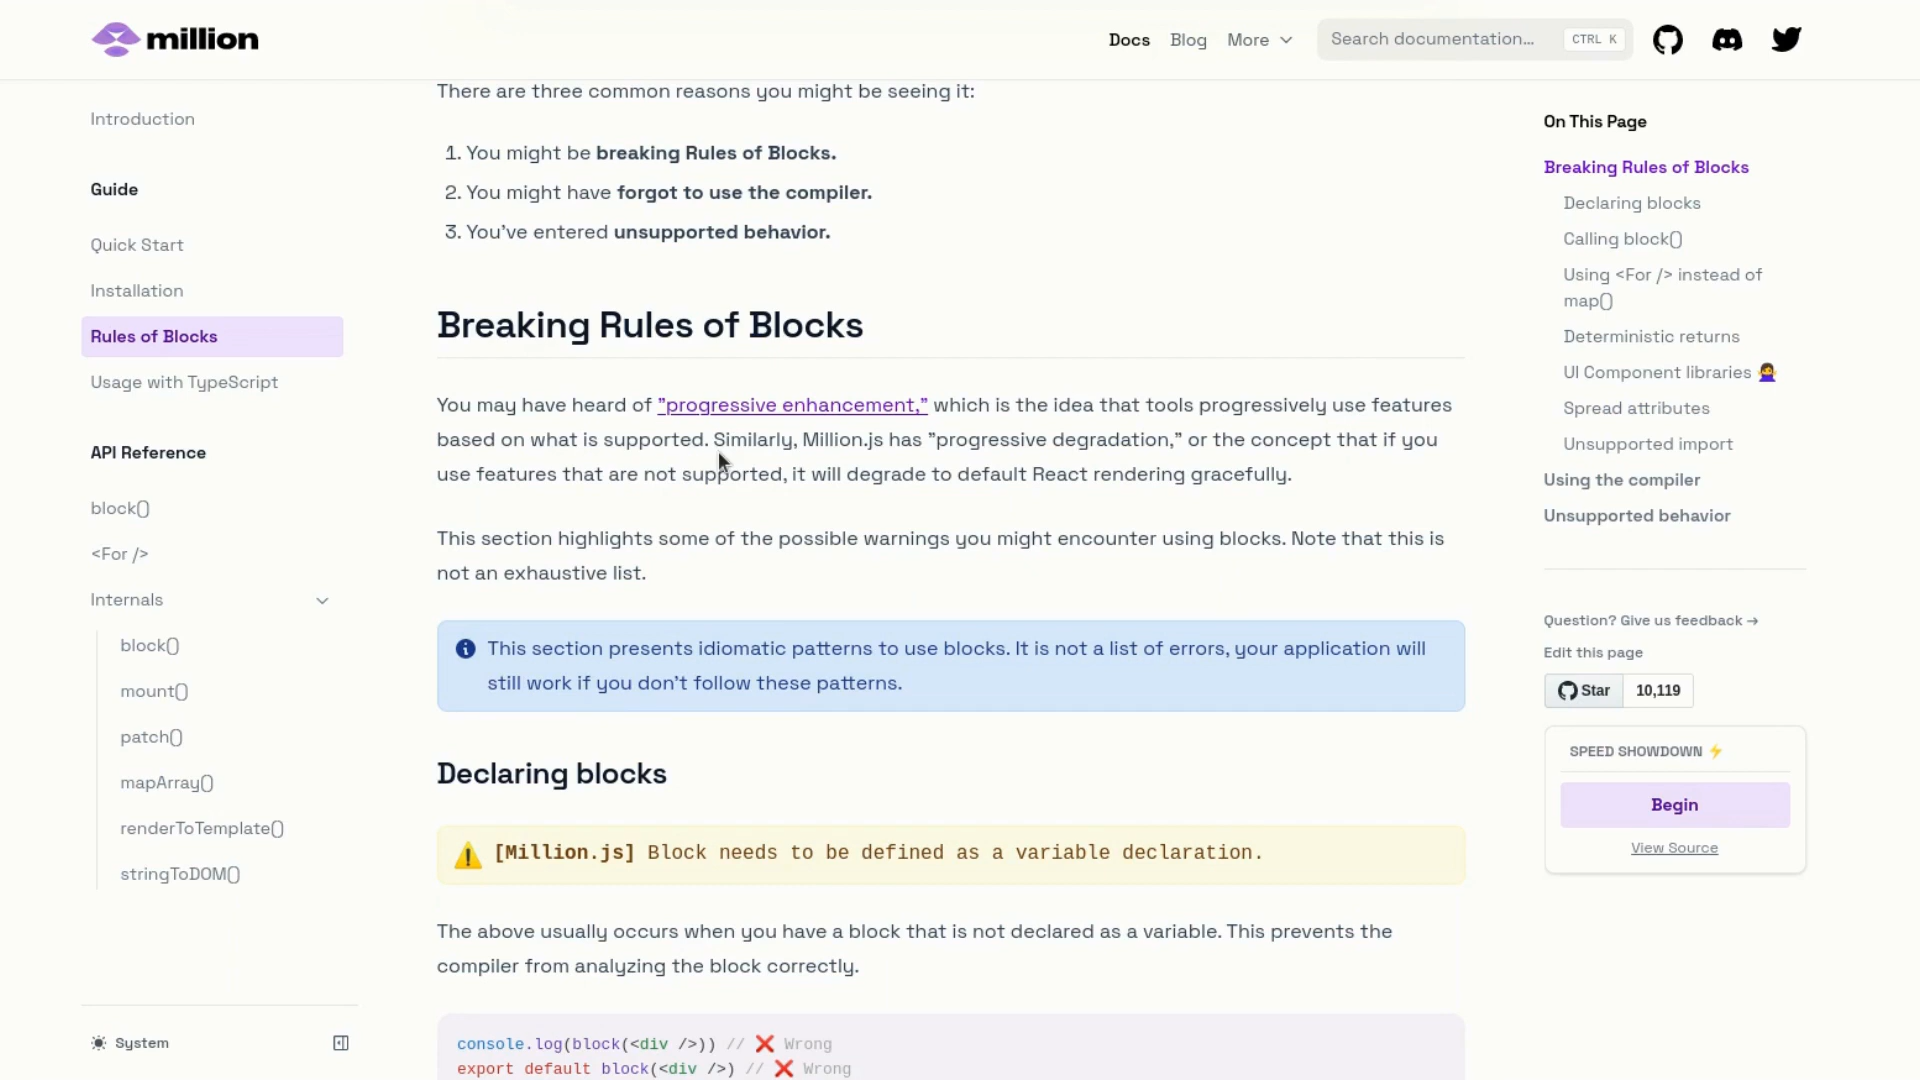 million
Docs
Blog
More
Search documentation...
CTRL K
Introduction
Guide
Quick Start
Installation
Rules of Blocks
Usage with TypeScript
API Reference
block()
<For />
Internals
block()
mount()
patch()
mapArray()
renderToTemplate()
stringToDOM()
System
There are three common reasons you might be seeing it:
1. You might be breaking Rules of Blocks.
2. You might have forgot to use the compiler.
3. You’ve entered unsupported behavior.
Breaking Rules of Blocks
You may have heard of ”progressive enhancement,” which is the idea that tools progressively use features
based on what is supported. Similarly, Million.js has ”progressive degradation,” or the concept that if you
use features that are not supported, it will degrade to default React rendering gracefully.
This section highlights some of the possible warnings you might encounter using blocks. Note that this is
not an exhaustive list.
This section presents idiomatic patterns to use blocks. It is not a list of errors, your application will
still work if you don’t follow these patterns.
Declaring blocks
⚠️ [Million.js] Block needs to be defined as a variable declaration.
The above usually occurs when you have a block that is not declared as a variable. This prevents the
compiler from analyzing the block correctly.
console.log(block(<div />)) // ❌ Wrong
export default block(<div />) // ❌ Wrong
On This Page
Breaking Rules of Blocks
Declaring blocks
Calling block()
Using <For /> instead of
map()
Deterministic returns
UI Component libraries 🙅‍♀️
Spread attributes
Unsupported import
Using the compiler
Unsupported behavior
Question? Give us feedback →
Edit this page
Star 10,119
SPEED SHOWDOWN ⚡
Begin
View Source